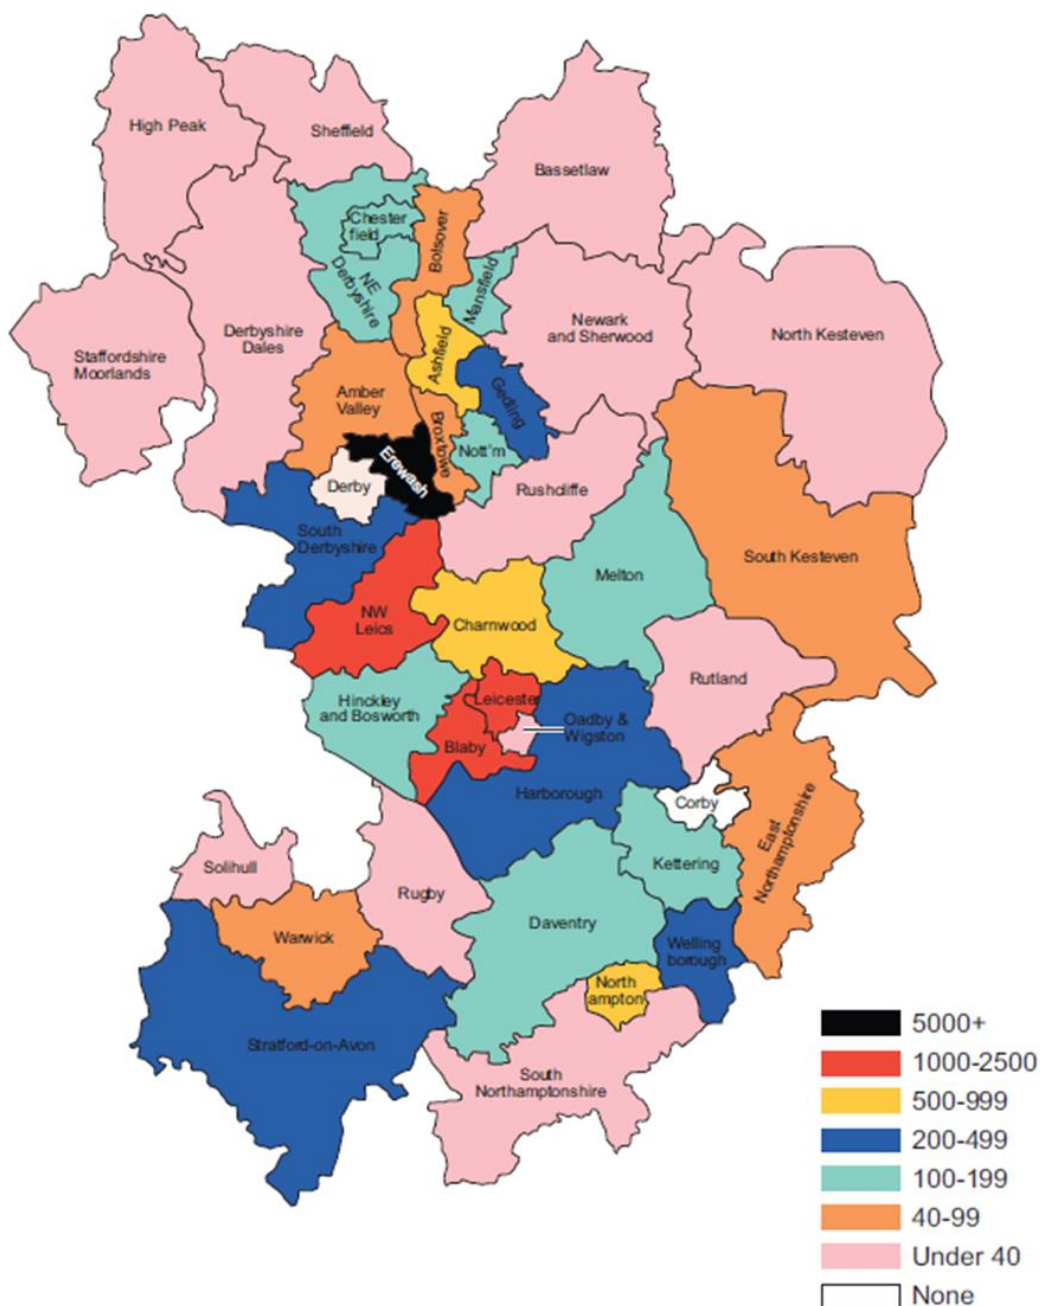 High Peak
Sheffield
Bassetlaw
Chester
field
Bolsover
NE
Derbyshire
Mansfield
Derbyshire
Dales
Newark
and Sherwood
North Kesteven
Staffordshire
Moorlands
Ashfield
Amber
Valley
Gedling
Broxtowe
Nott'm
Erewash
Derby
Rushcliffe
South
Derbyshire
South Kesteven
Melton
NW
Leics
Charnwood
Rutland
Hinckley
and Bosworth
Leicester
Oadby &
Wigston
Blaby
Harborough
Corby
East
Northamptonshire
Kettering
Solihull
Rugby
Daventry
Warwick
Welling
borough
North
ampton
Stratford-on-Avon
South
Northamptonshire
5000+
1000-2500
500-999
200-499
100-199
40-99
Under 40
None